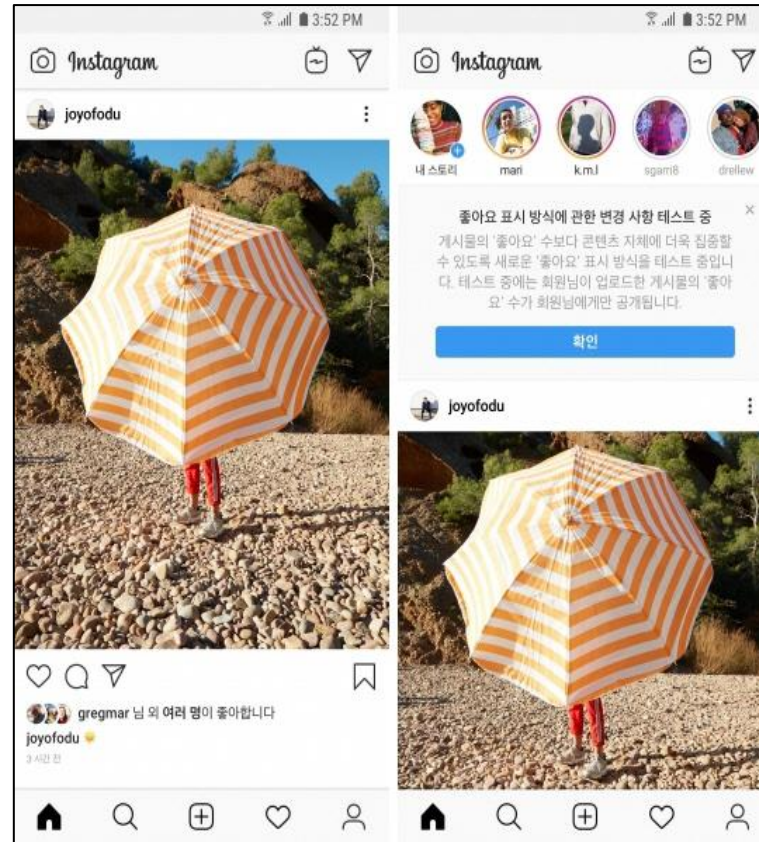 3:52 PM
Instagram
joyofodu
gregmar 님 외 여러 명이 좋아합니다
joyofodu
3시간 전
3:52 PM
Instagram
내 스토리
mari
k.m.l
sgarri8
drellew
좋아요 표시 방식에 관한 변경 사항 테스트 중
게시물의 '좋아요' 수보다 콘텐츠 자체에 더욱 집중할
수 있도록 새로운 '좋아요' 표시 방식을 테스트 중입니
다. 테스트 중에는 회원님이 업로드한 게시물의 '좋아
요' 수가 회원님에게만 공개됩니다.
확인
joyofodu